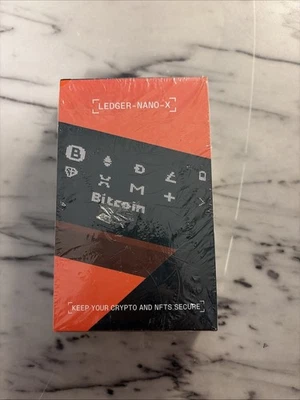 LEDGER-NANO-X
Bitcoin
KEEP YOUR CRYPTO AND NFTS SECURE